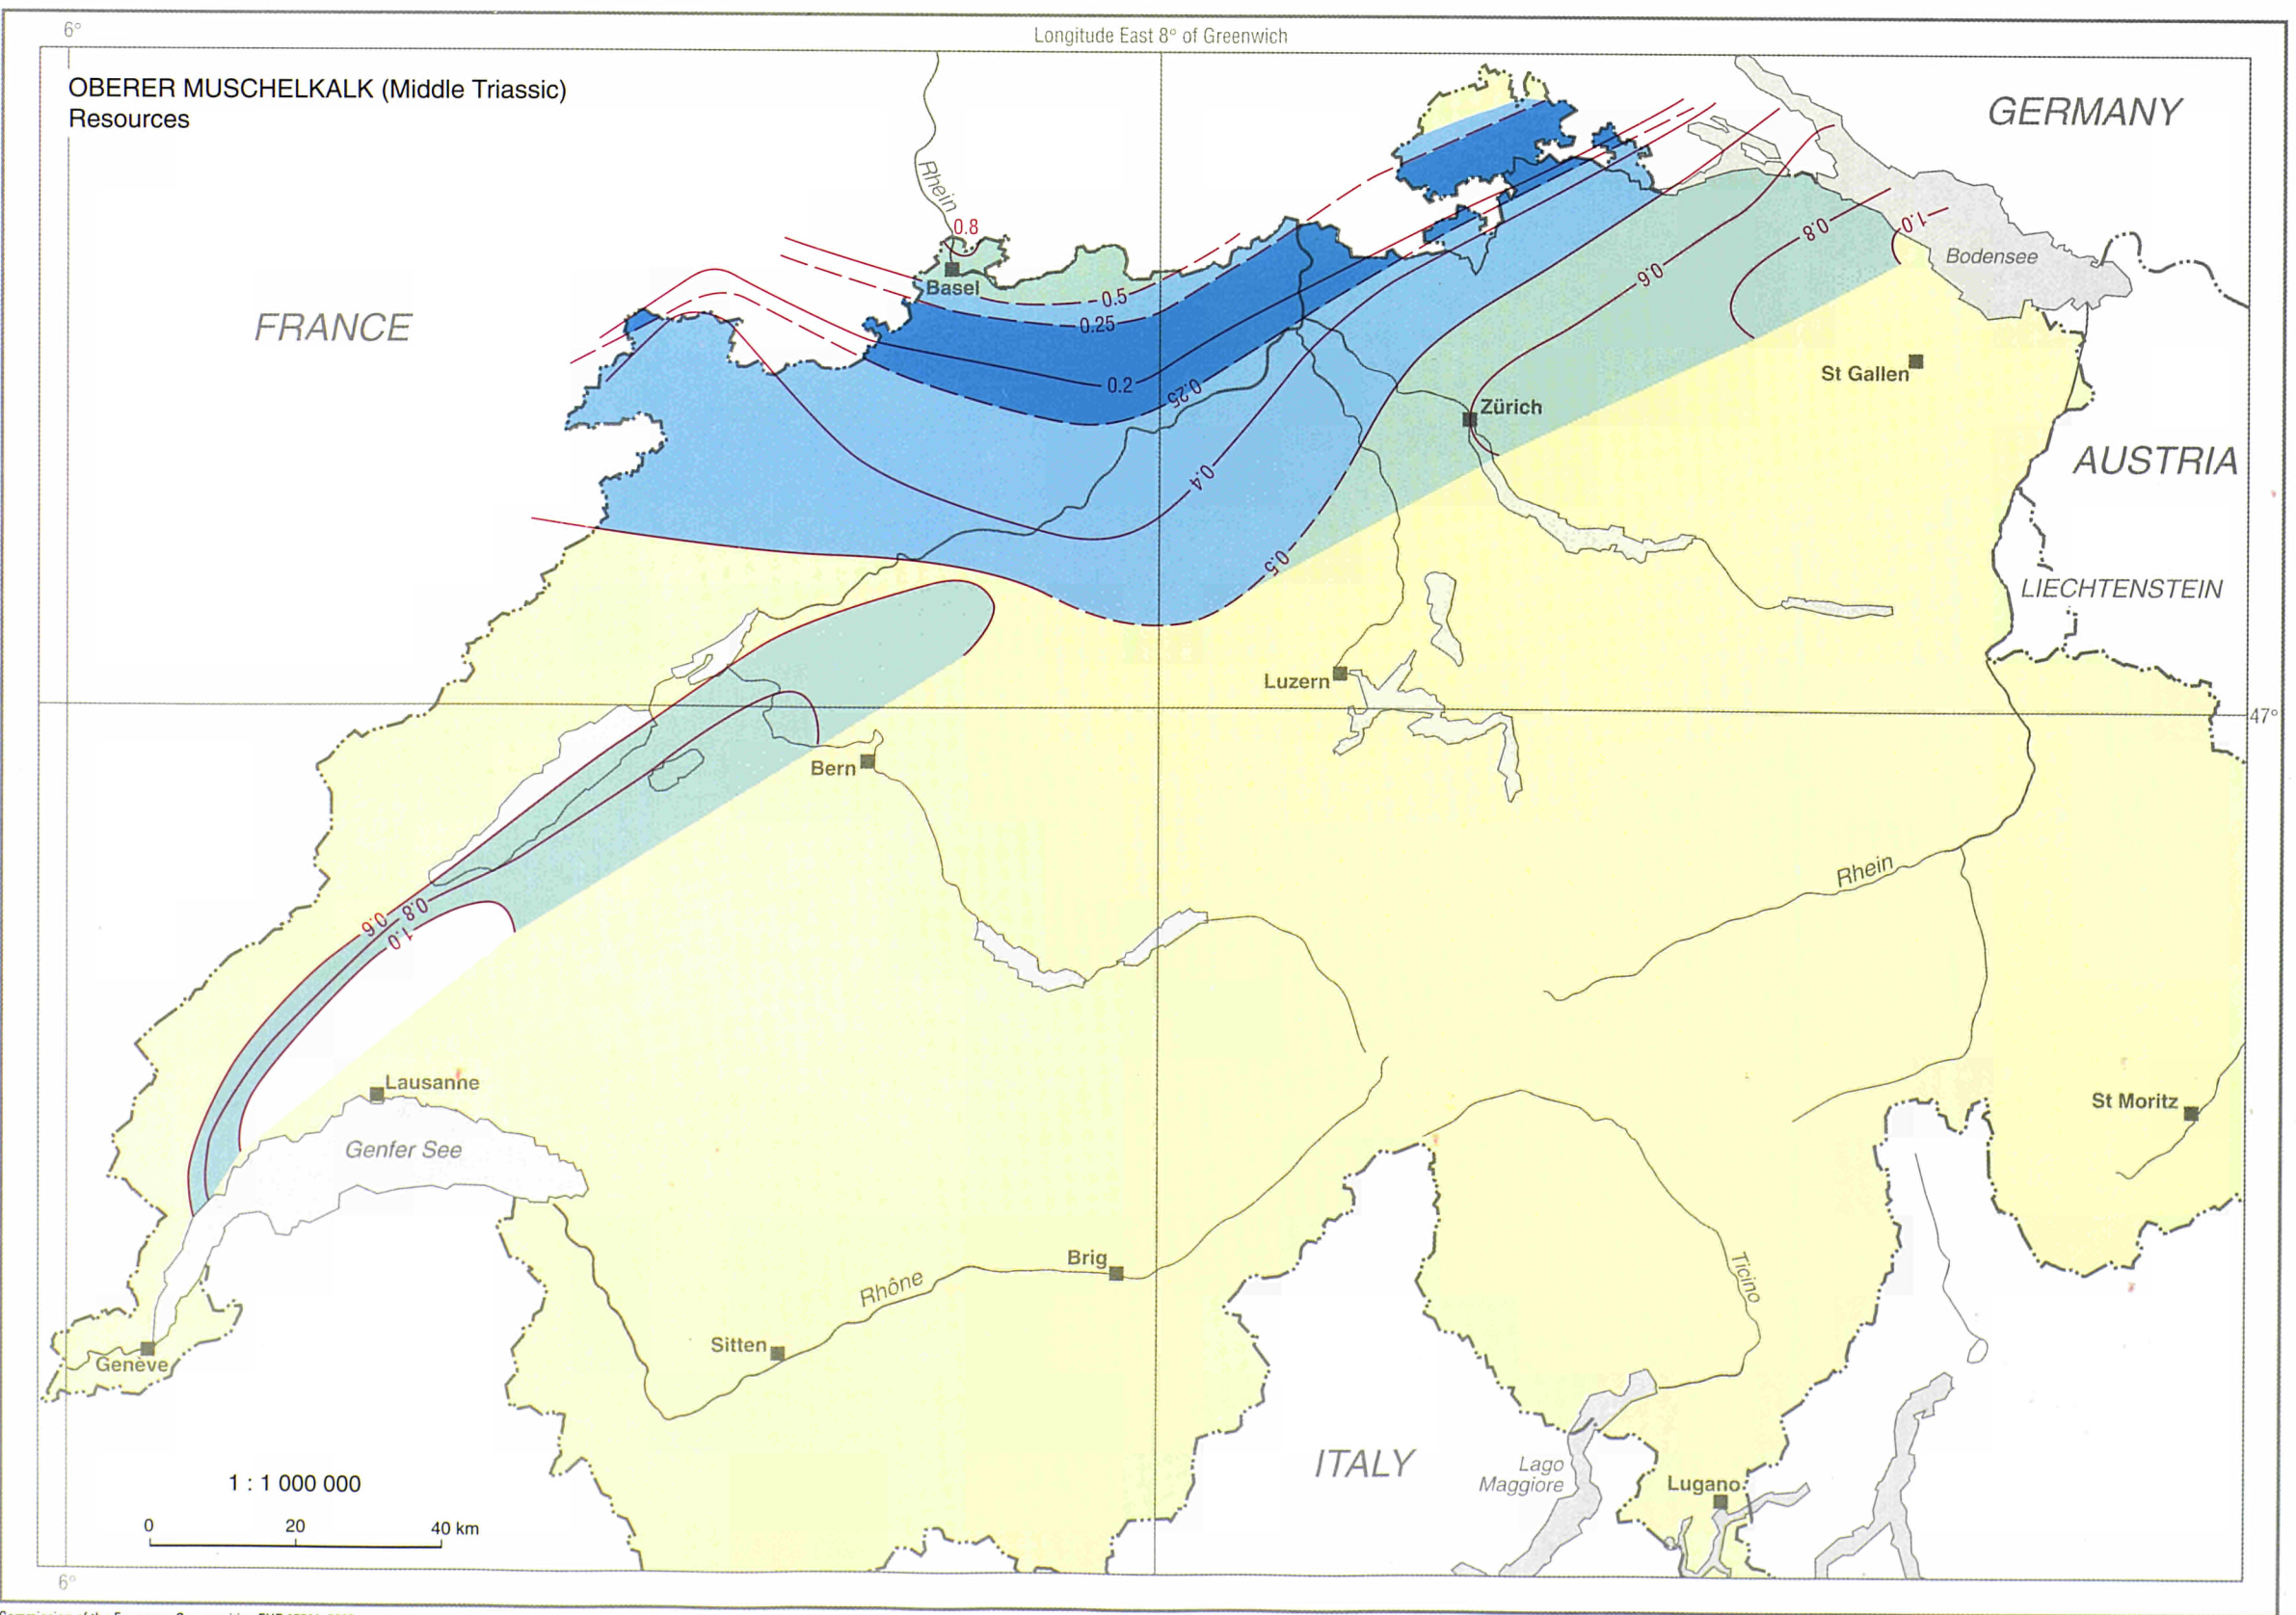 6°
Longitude East 8° of Greenwich
OBERER MUSCHELKALK (Middle Triassic)
Resources
GERMANY
Rhein
0.8
Basel
FRANCE
0.5
0.25
0.2
0.25
0.4
0.5
0.6
0.8
1.0
Bodensee
St Gallen
Zürich
AUSTRIA
LIECHTENSTEIN
Luzern
47°
Bern
Rhein
0.6
0.8
1.0
Lausanne
Genfer See
St Moritz
Brig
Rhône
Ticino
Sitten
Genève
ITALY
Lago
Maggiore
Lugano
1 : 1 000 000
0 20 40 km
6°